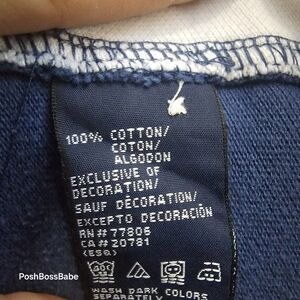 100% COTTON/
COTON/
ALGODON
EXCLUSIVE OF
DECORATION/
SAUF DÉCORATION/
EXCEPTO DECORACIÓN
RN# 77806
CA# 20781
(ES0)
WASH DARK COLORS
SEPARATELY
PoshBossBabe